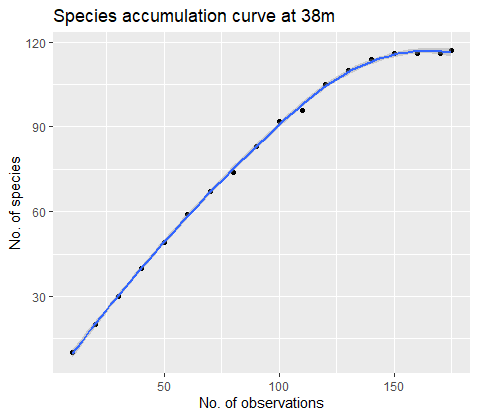 Species accumulation curve at 38m
120
90
60
30
No. of species
50 100 150
No. of observations